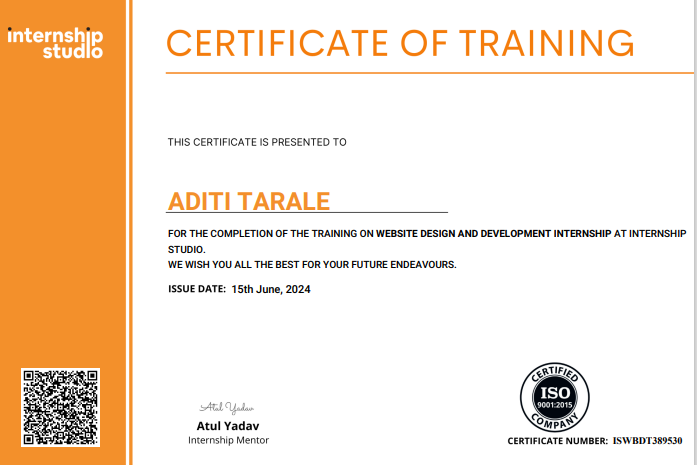 internship
studio
CERTIFICATE OF TRAINING
THIS CERTIFICATE IS PRESENTED TO
ADITI TARALE
FOR THE COMPLETION OF THE TRAINING ON WEBSITE DESIGN AND DEVELOPMENT INTERNSHIP AT INTERNSHIP
STUDIO.
WE WISH YOU ALL THE BEST FOR YOUR FUTURE ENDEAVOURS.
ISSUE DATE: 15th June, 2024
Atul Yadav
Atul Yadav
Internship Mentor
CERTIFIED
ISO
9001:2015
COMPANY
CERTIFICATE NUMBER: ISWBDT389530